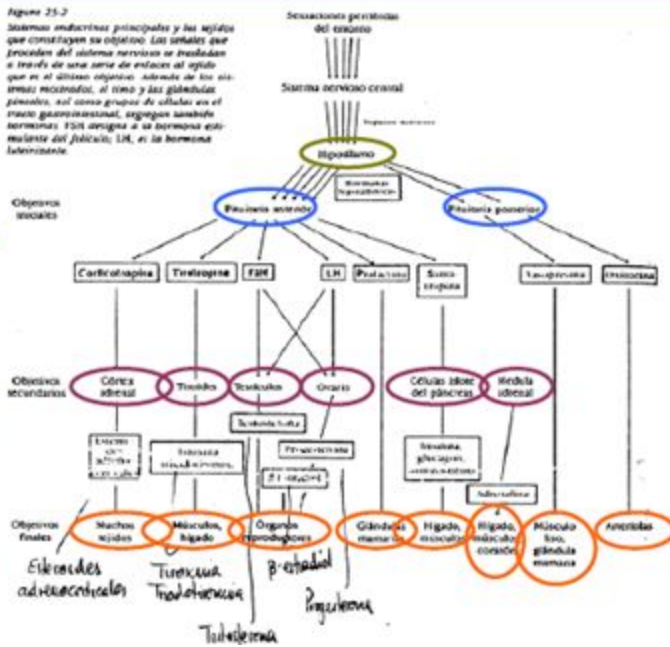 Figura 25-2
Sistemas endocrinos principales y los tejidos
que constituyen su objetivo. Las señales que
proceden del sistema nervioso se trasladan
a través de una serie de enlaces al tejido
que es el último objetivo. Además de los sis-
temas mostrados, el timo y las glándulas
pineales, así como grupos de células en el
tracto gastrointestinal, segregan también
hormonas. FSH designa a la hormona esti-
mulante del folículo; LH, es la hormona
luteinizante.
Sensaciones percibidas
del entorno
Sistema nervioso central
Hipotálamo
Objetivos
iniciales
Pituitaria anterior
Pituitaria posterior
Corticotropina
Tirotropina
FSH
LH
Prolactina
Vasopresina
Oxitocina
Objetivos
secundarios
Córtex
adrenal
Tiroides
Testículos
Ovario
Células islote
del páncreas
Médula
adrenal
Testosterona
Progesterona
Insulina,
glucagón,
Adrenalina
Objetivos
finales
Muchos
tejidos
Músculos,
hígado
Órganos
reproductores
Glándulas
mamarias
Hígado,
músculos
Hígado,
músculos,
corazón
Músculo
liso,
glándula
mamaria
Arteriolas
Esteroides
adrenocorticales
Tiroxina
Triyodotironina
Testosterona
β-estradiol
Progesterona